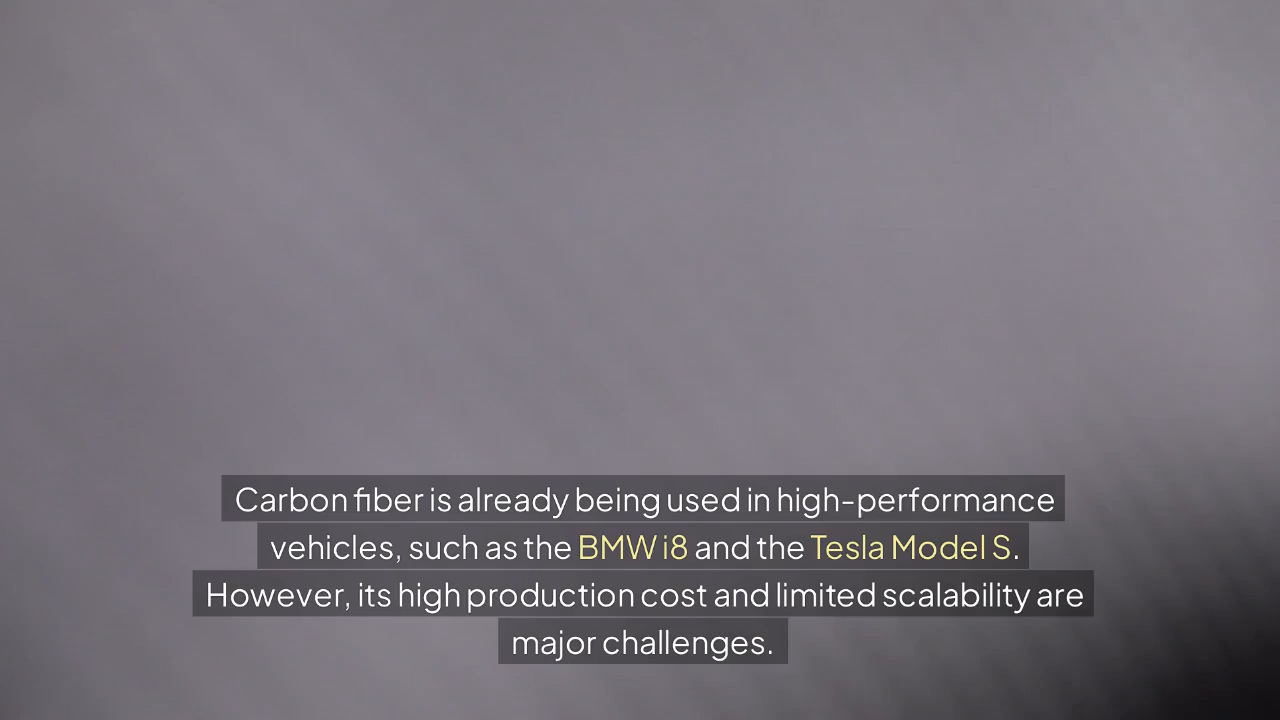 Carbon fiber is already being used in high-performance
vehicles, such as the BMW i8 and the Tesla Model S.
However, its high production cost and limited scalability are
major challenges.